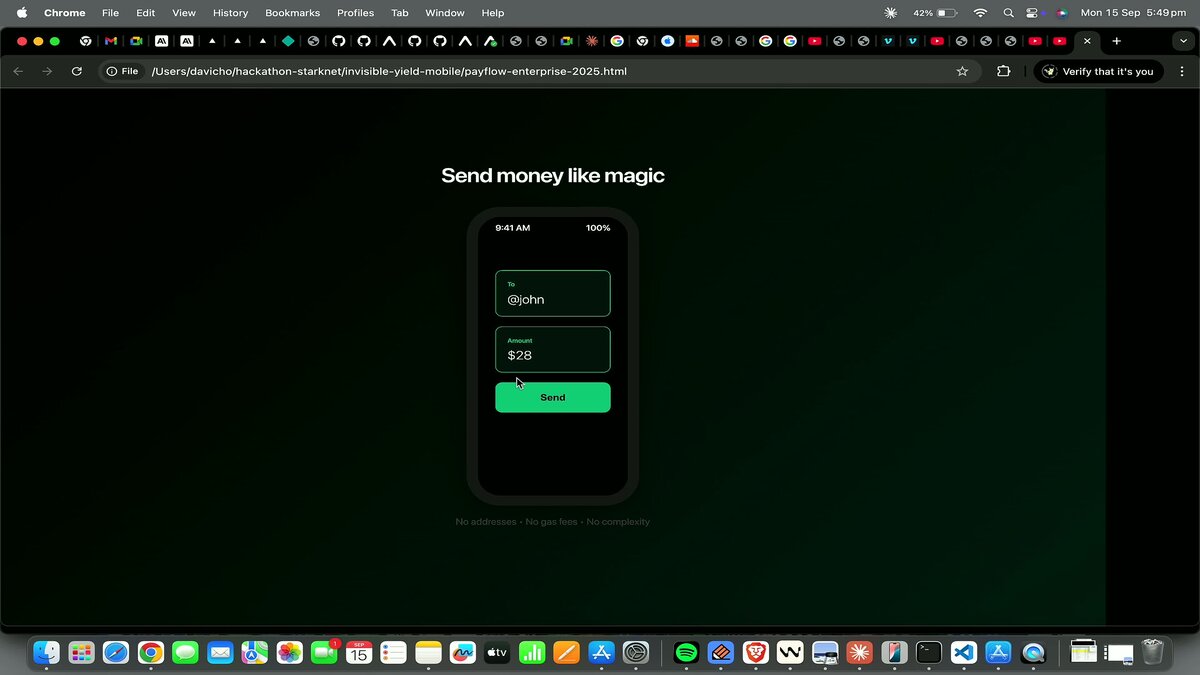 Chrome File Edit View History Bookmarks Profiles Tab Window Help 42% Mon 15 Sep 5:49 pm
File /Users/davicho/hackathon-starknet/invisible-yield-mobile/payflow-enterprise-2025.html Verify that it's you
Send money like magic
9:41 AM 100%
To
@john
Amount
$28
Send
No addresses • No gas fees • No complexity
1
SEP
15
tv